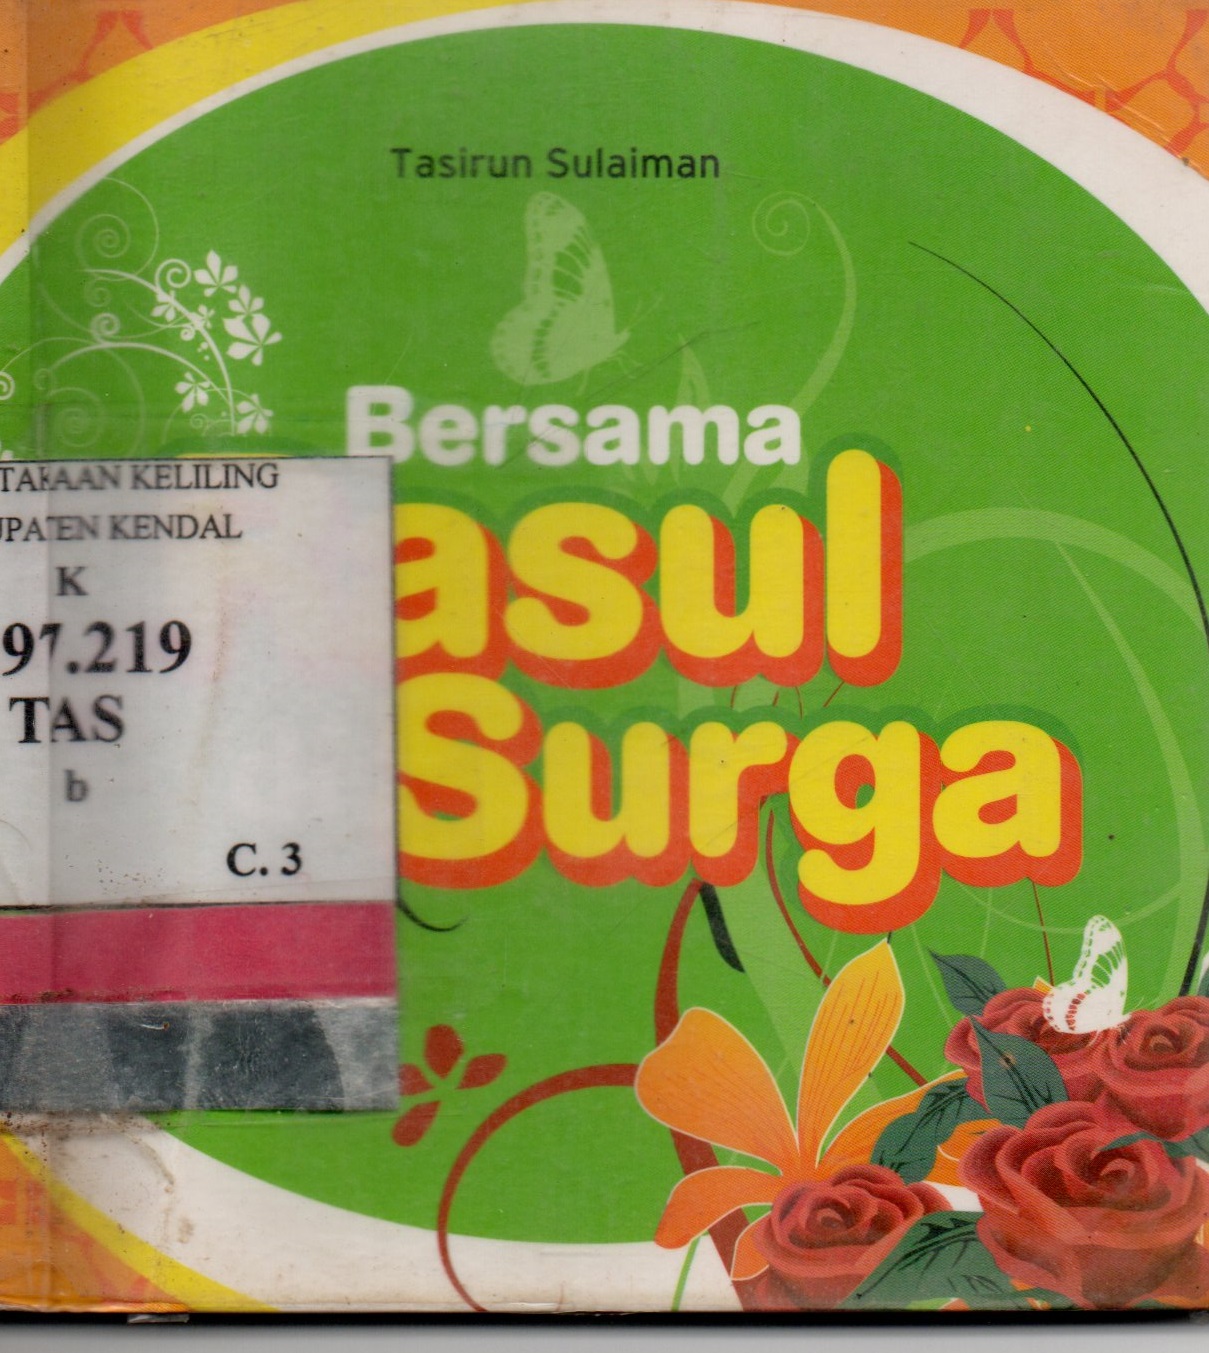 Tasirun Sulaiman
Bersama
asul
Surga
TAKAAN KELILING
UPATEN KENDAL
K
97.219
TAS
b
C. 3